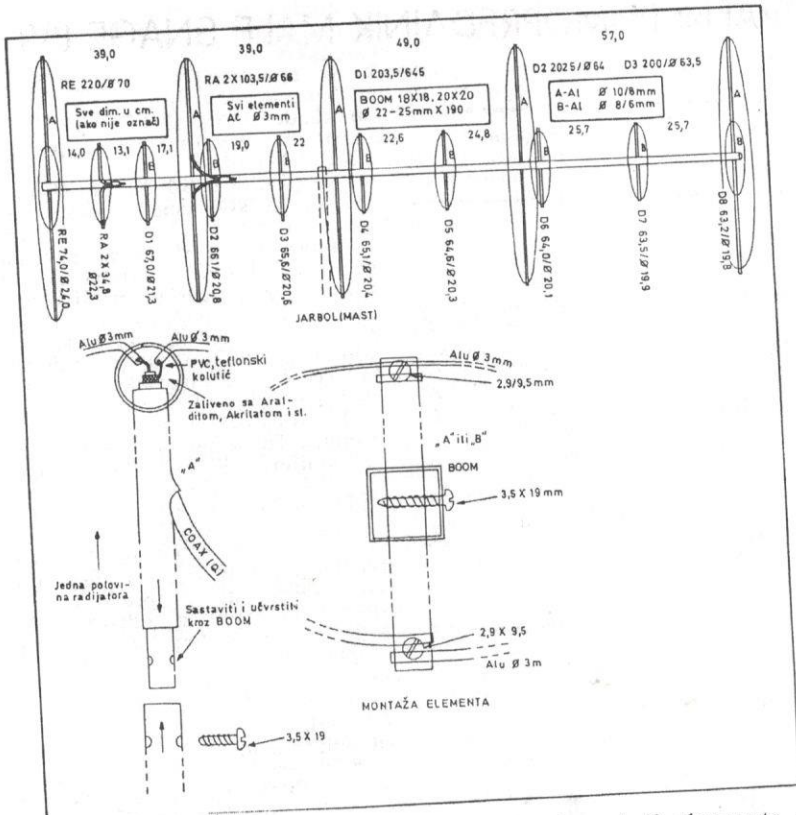 39,0
39,0
49,0
57,0
RE 220/Ø 70
RA 2 X 103,5/Ø 66
D1 203,5/645
D2 202 5/Ø64
D3 200/Ø 63,5
Sve dim. u cm.
(ako nije označ)
Svi elementi
Al Ø 3mm
BOOM 18X18, 20X20
Ø 22-25mm X 190
A-Al Ø 10/8mm
B-Al Ø 8/6mm
A
A
A
A
A
14,0
13,1
17,1
19,0
22
22,6
24,8
25,7
25,7
B
B
B
B
B
B
B
B
RE 74,0/Ø 24,0
RA 2 X 34,8
Ø22,3
D1 67,0/Ø 21,3
D2 66,1/Ø 20,8
D3 65,6/Ø 20,6
D4 65,1/Ø 20,4
D5 64,6/Ø 20,3
D6 64,0/Ø 20,1
D7 63,5/Ø 19,9
D8 63,2/Ø 19,8
JARBOL(MAST)
Alu Ø 3mm
Alu Ø 3mm
PVC, teflonski
kolutić
Zaliveno sa Aral-
ditom, Akrilatom i sl.
„A"
COAX (Q)
Jedna polovi-
na radijatora
Sastaviti i učvrstiti
kroz BOOM
3,5 X 19
Alu Ø 3mm
2,9/9,5mm
„A" ili „B"
BOOM
3,5 X 19 mm
2,9 X 9,5
Alu Ø 3m
MONTAŽA ELEMENTA